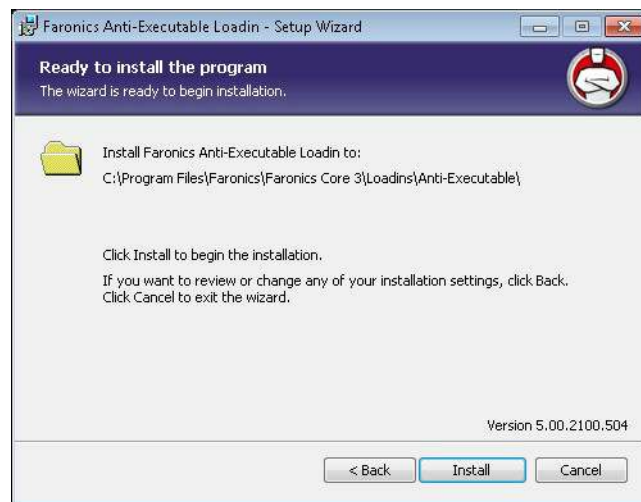 Faronics Anti-Executable Loadin - Setup Wizard
Ready to install the program
The wizard is ready to begin installation.
Install Faronics Anti-Executable Loadin to:
C:\Program Files\Faronics\Faronics Core 3\Loadins\Anti-Executable\
Click Install to begin the installation.
If you want to review or change any of your installation settings, click Back.
Click Cancel to exit the wizard.
Version 5.00.2100.504
< Back Install Cancel